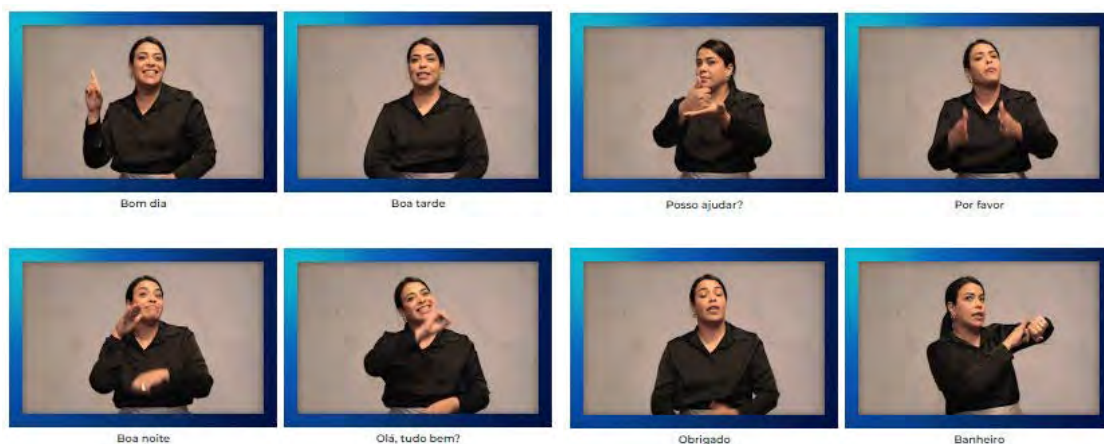 Bom dia
Boa tarde
Posso ajudar?
Por favor
Boa noite
Olá, tudo bem?
Obrigado
Banheiro